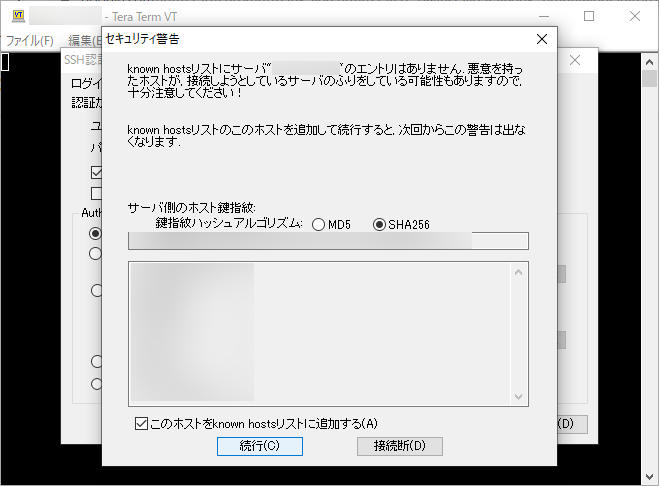 - Tera Term VT
ファイル(F) 編集(E
SSH認証
セキュリティ警告
known hostsリストにサーバ"
"のエントリはありません. 悪意を持っ
たホストが, 接続しようとしているサーバのふりをしている可能性もありますので,
十分注意してください!
known hostsリストのこのホストを追加して続行すると, 次回からこの警告は出な
くなります.
ログイ
認証が
ユ
パ
Auth
サーバ側のホスト鍵指紋:
鍵指紋ハッシュアルゴリズム: MD5 SHA256
このホストをknown hostsリストに追加する(A)
続行(C) 接続断(D)
(D)